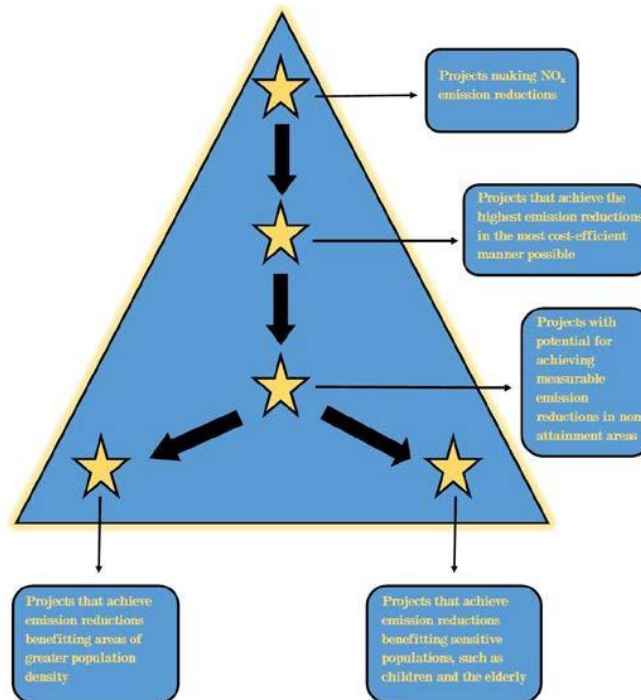 Projects making NOx
emission reductions
Projects that achieve the
highest emission reductions
in the most cost-efficient
manner possible
Projects with
potential for
achieving
measurable
emission
reductions in non
attainment areas
Projects that achieve
emission reductions
benefitting areas of
greater population
density
Projects that achieve
emission reductions
benefitting sensitive
populations, such as
children and the elderly